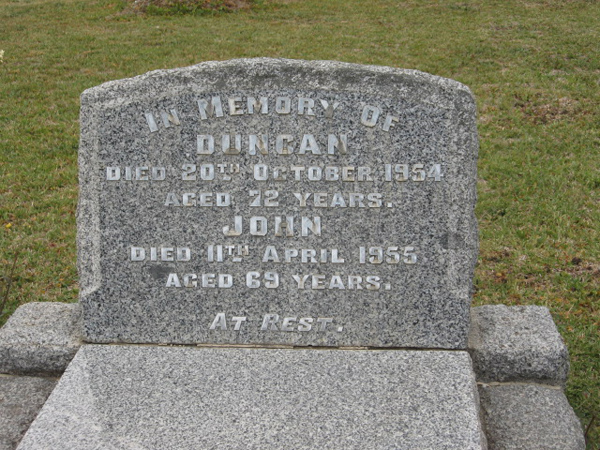 In Memory Of
Duncan
Died 20th October 1954
Aged 72 Years.
John
Died 11th April 1955
Aged 69 Years.
At Rest.